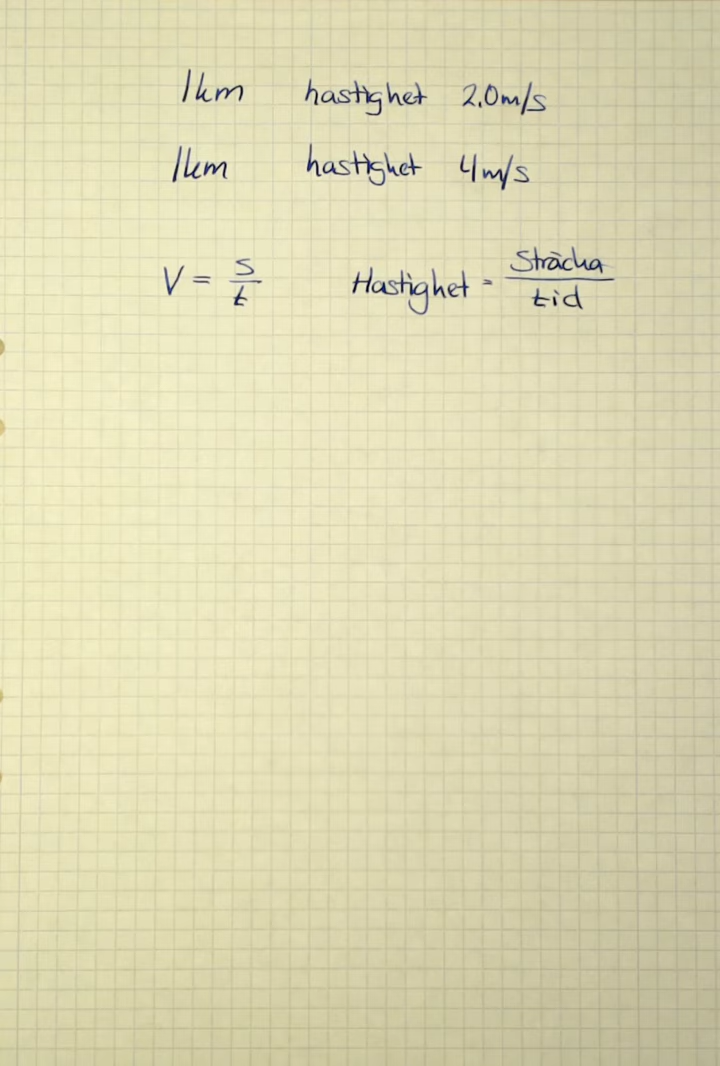 1km hastighet 2.0m/s
1km hastighet 4m/s
V = s/t Hastighet = Sträcka/tid